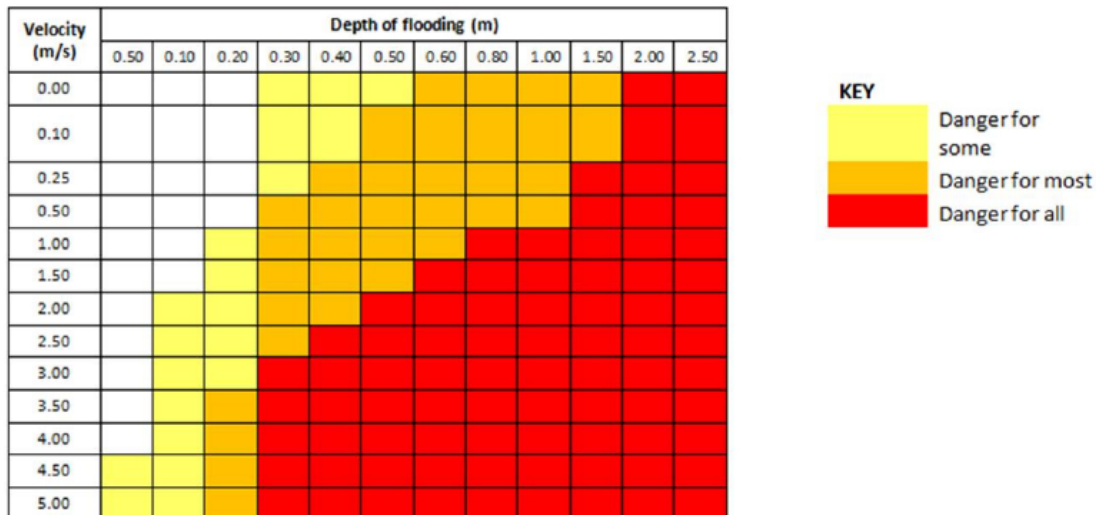 Velocity (m/s) Depth of flooding (m)
0.50 0.10 0.20 0.30 0.40 0.50 0.60 0.80 1.00 1.50 2.00 2.50
0.00
0.10
0.25
0.50
1.00
1.50
2.00
2.50
3.00
3.50
4.00
4.50
5.00
KEY
Danger for
some
Danger for most
Danger for all